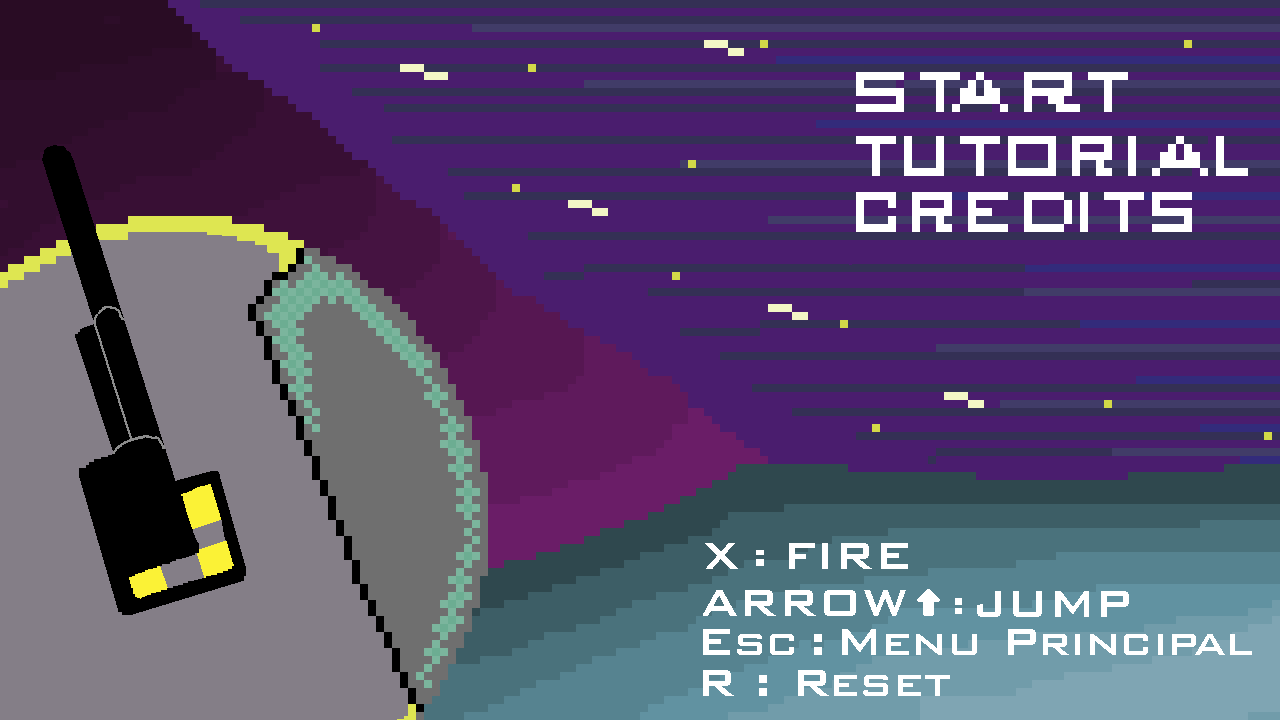 START
TUTORIAL
CREDITS
X : FIRE
ARROW⬆:JUMP
Esc : Menu Principal
R : Reset